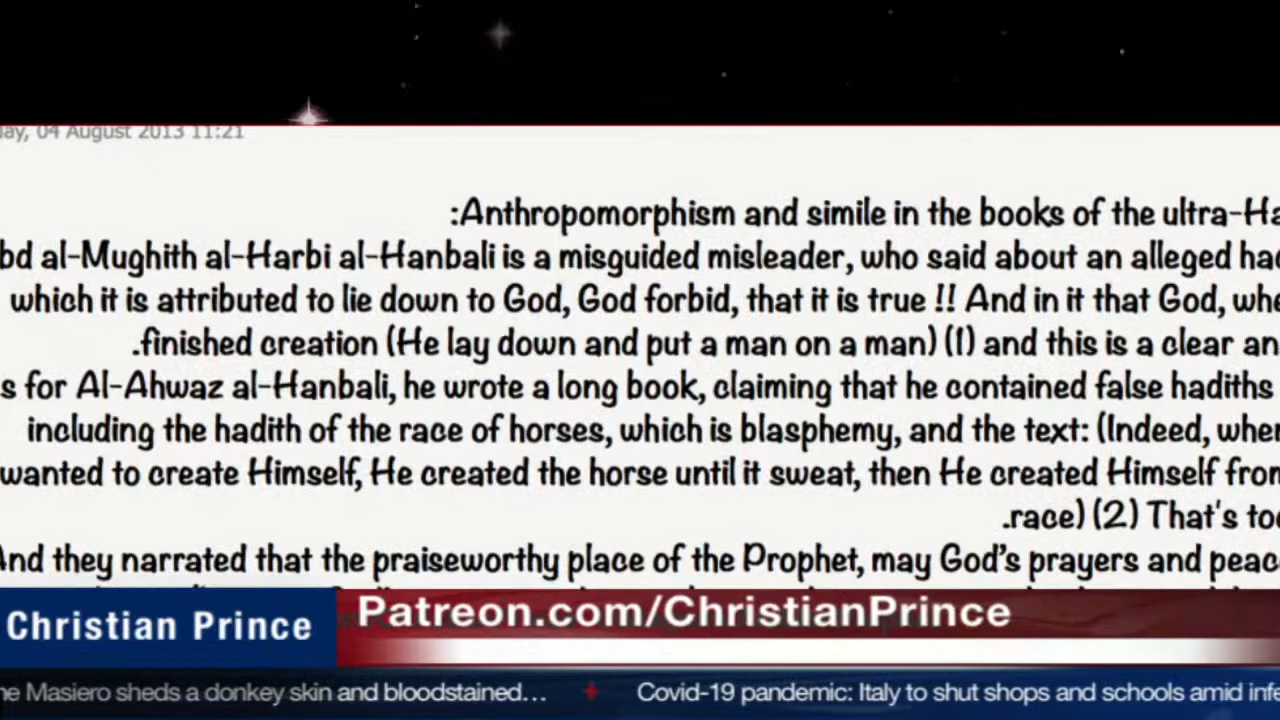 day, 04 August 2013 11:21
:Anthropomorphism and simile in the books of the ultra-Ha
bd al-Mughith al-Harbi al-Hanbali is a misguided misleader, who said about an alleged had
which it is attributed to lie down to God, God forbid, that it is true !! And in it that God, whe
.finished creation (He lay down and put a man on a man) (1) and this is a clear an
s for Al-Ahwaz al-Hanbali, he wrote a long book, claiming that he contained false hadiths
including the hadith of the race of horses, which is blasphemy, and the text: (Indeed, when
wanted to create Himself, He created the horse until it sweat, then He created Himself from
.race) (2) That's too
And they narrated that the praiseworthy place of the Prophet, may God's prayers and peace
Christian Prince
Patreon.com/ChristianPrince
ne Masiero sheds a donkey skin and bloodstained...
Covid-19 pandemic: Italy to shut shops and schools amid infe